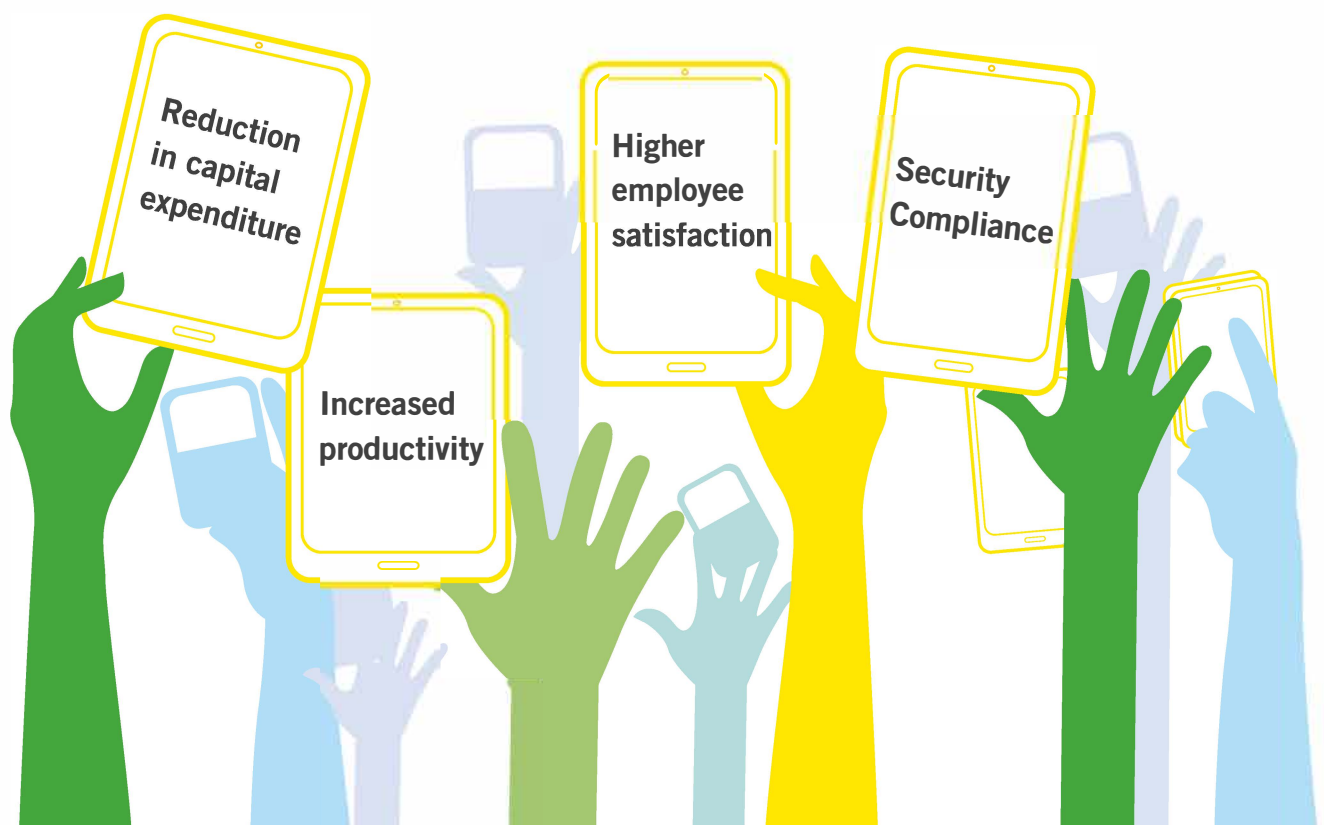 Reduction
in capital
expenditure
Increased
productivity
Higher
employee
satisfaction
Security
Compliance